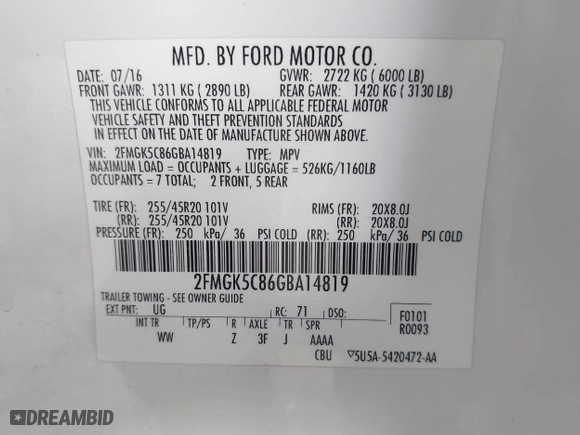 MFD. BY FORD MOTOR CO.
DATE: 07/16 GVWR: 2722 KG ( 6000 LB)
FRONT GAWR: 1311 KG ( 2890 LB) REAR GAWR: 1420 KG ( 3130 LB)
THIS VEHICLE CONFORMS TO ALL APPLICABLE FEDERAL MOTOR
VEHICLE SAFETY AND THEFT PREVENTION STANDARDS
IN EFFECT ON THE DATE OF MANUFACTURE SHOWN ABOVE.
VIN: 2FMGK5C86GBA14819 TYPE: MPV
MAXIMUM LOAD = OCCUPANTS + LUGGAGE = 526KG/1160LB
OCCUPANTS = 7 TOTAL; 2 FRONT, 5 REAR
TIRE (FR): 255/45R20 101V RIMS (FR): 20X8.0J
(RR): 255/45R20 101V (RR): 20X8.0J
PRESSURE (FR): 250 kPa/ 36 PSI COLD (RR): 250 kPa/ 36 PSI COLD
2FMGK5C86GBA14819
TRAILER TOWING - SEE OWNER GUIDE
EXT PNT: UG RC: 71 DSO: F0101
R0093
INT TR TP/PS R AXLE TR SPR
WW Z 3F J AAAA
CBU ▽5U5A-5420472-AA
DREAMBID